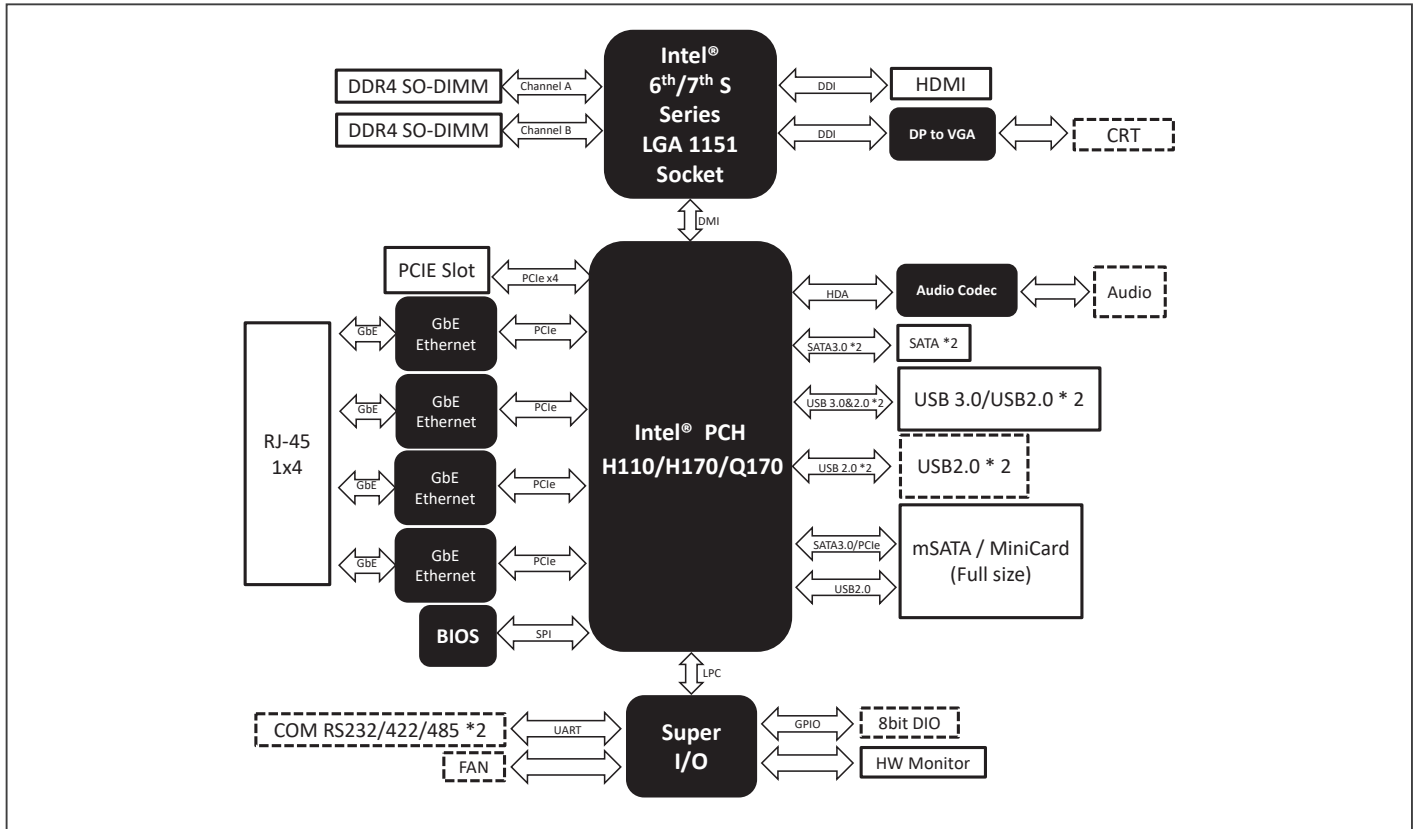 Intel®
6th/7th S
Series
LGA 1151
Socket
DDR4 SO-DIMM
Channel A
DDR4 SO-DIMM
Channel B
DDI
HDMI
DDI
DP to VGA
CRT
DMI
Intel® PCH
H110/H170/Q170
PCIE Slot
PCIe x4
RJ-45
1x4
GbE
GbE
Ethernet
PCIe
GbE
GbE
Ethernet
PCIe
GbE
GbE
Ethernet
PCIe
GbE
GbE
Ethernet
PCIe
BIOS
SPI
HDA
Audio Codec
Audio
SATA3.0 *2
SATA *2
USB 3.0&2.0 *2
USB 3.0/USB2.0 * 2
USB 2.0 *2
USB2.0 * 2
SATA3.0/PCIe
USB2.0
mSATA / MiniCard
(Full size)
LPC
Super
I/O
COM RS232/422/485 *2
UART
FAN
GPIO
8bit DIO
HW Monitor